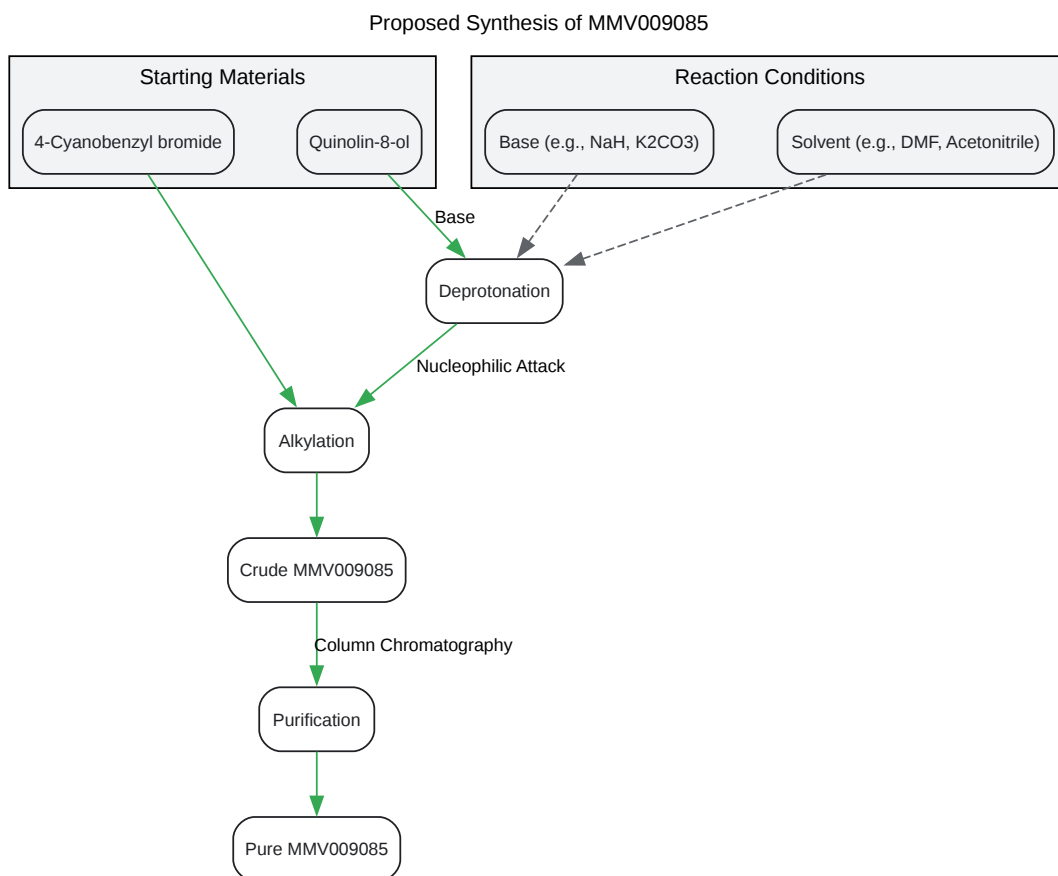 Proposed Synthesis of MMV009085
Starting Materials
Reaction Conditions
4-Cyanobenzyl bromide
Quinolin-8-ol
Base (e.g., NaH, K2CO3)
Solvent (e.g., DMF, Acetonitrile)
Base
Deprotonation
Nucleophilic Attack
Alkylation
Crude MMV009085
Column Chromatography
Purification
Pure MMV009085